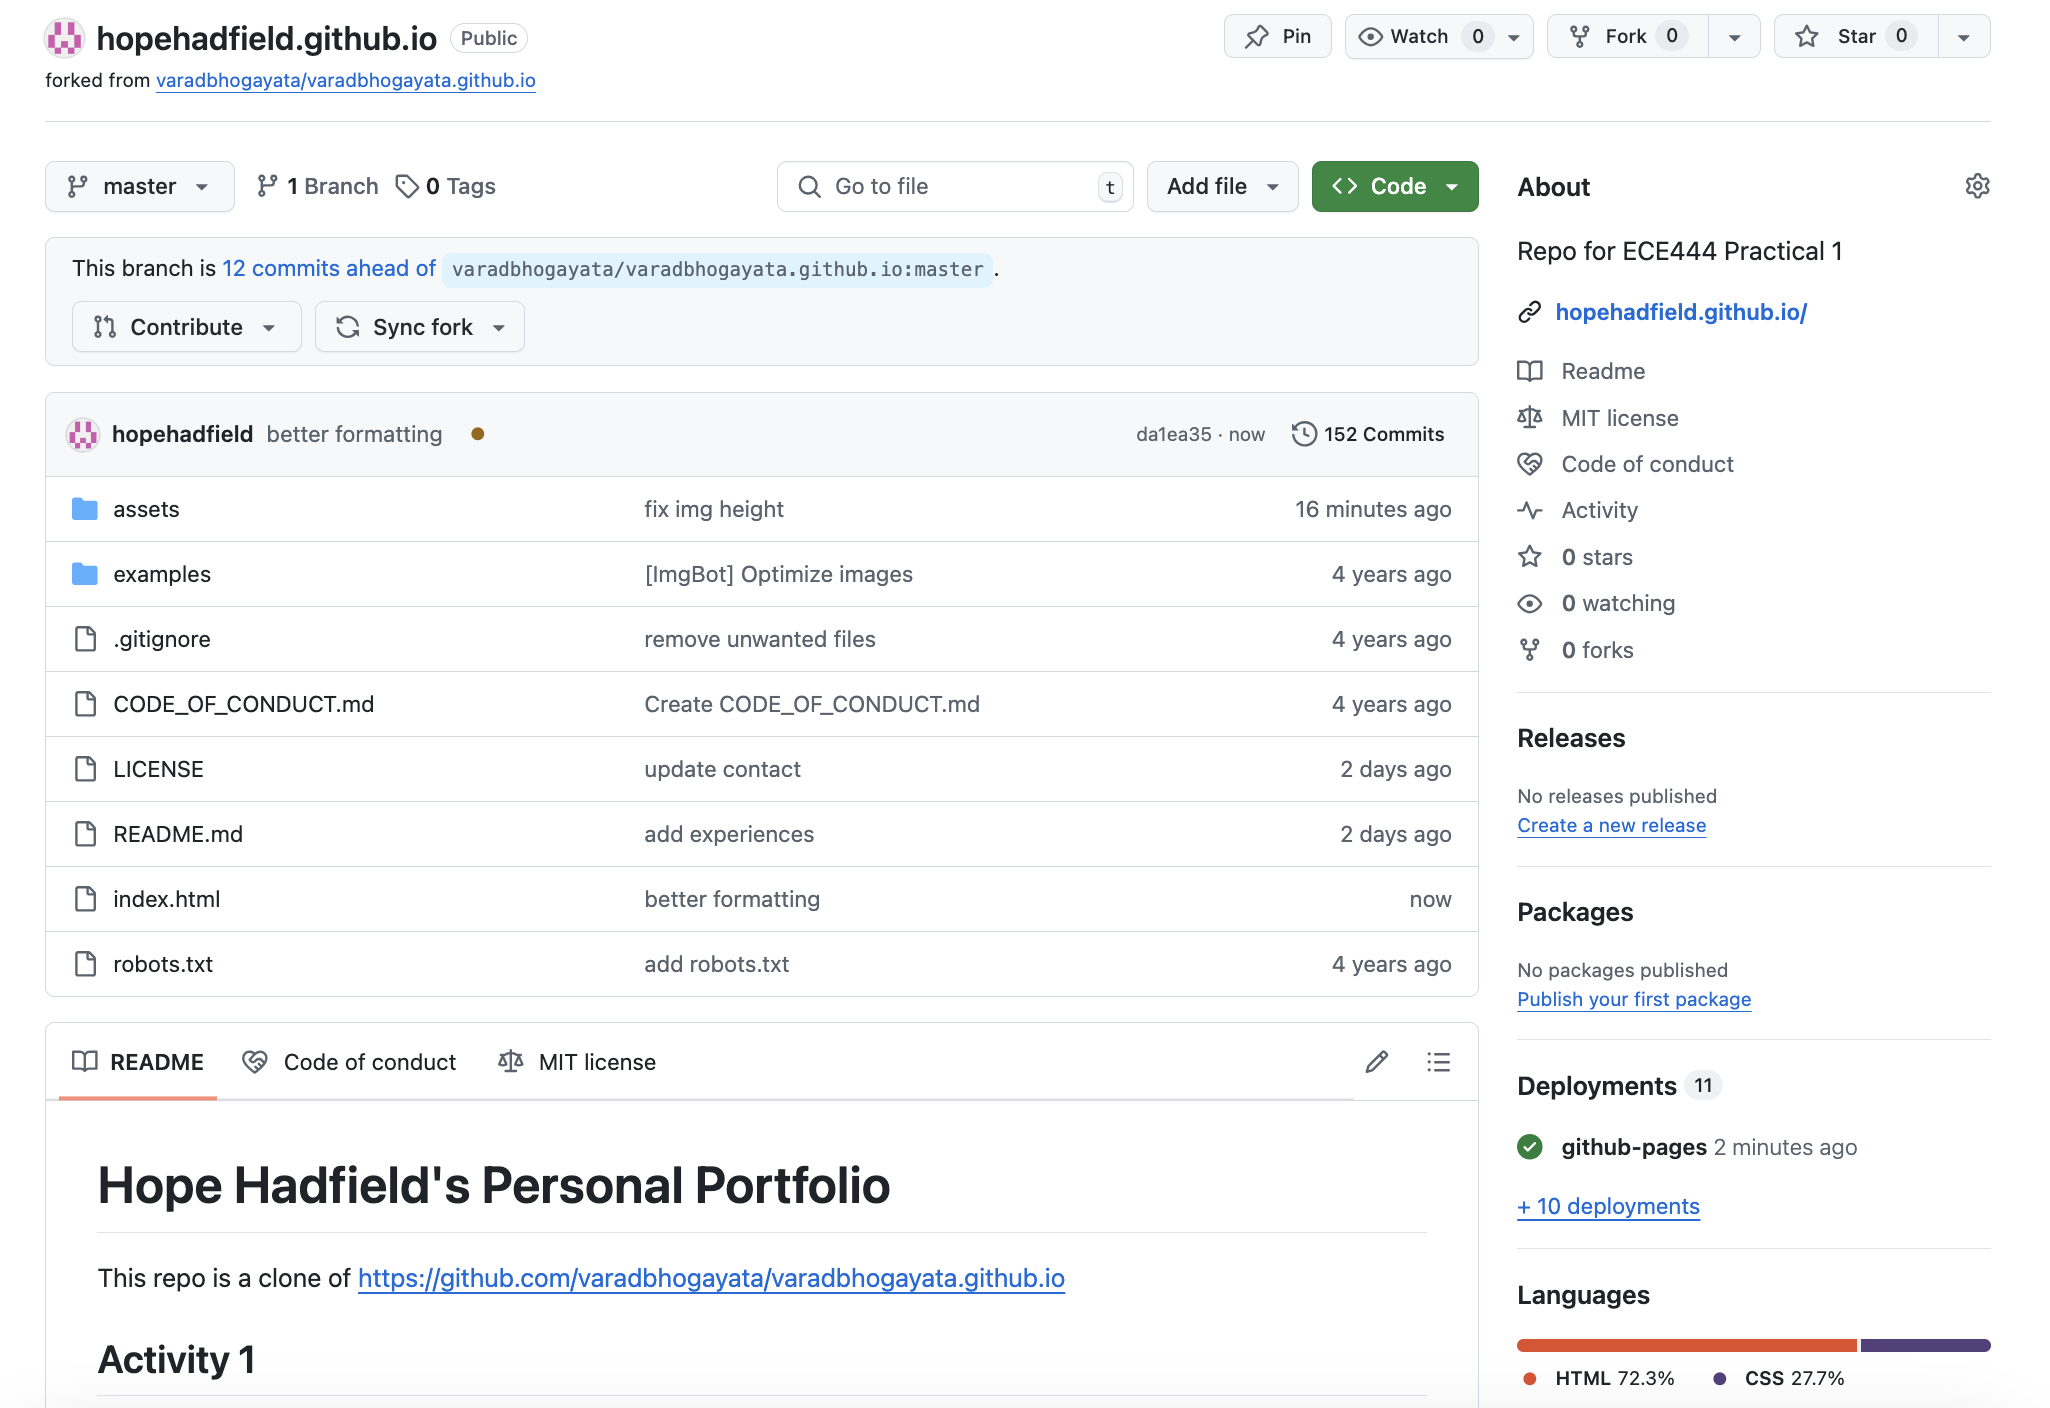 hopehadfield.github.io Public
Pin
Watch 0
Fork 0
Star 0
forked from varadbhogayata/varadbhogayata.github.io
master
1 Branch
0 Tags
Go to file
t
Add file
Code
This branch is 12 commits ahead of varadbhogayata/varadbhogayata.github.io:master .
Contribute
Sync fork
hopehadfield better formatting
da1ea35 · now
152 Commits
assets fix img height 16 minutes ago
examples [ImgBot] Optimize images 4 years ago
.gitignore remove unwanted files 4 years ago
CODE_OF_CONDUCT.md Create CODE_OF_CONDUCT.md 4 years ago
LICENSE update contact 2 days ago
README.md add experiences 2 days ago
index.html better formatting now
robots.txt add robots.txt 4 years ago
README
Code of conduct
MIT license
Hope Hadfield's Personal Portfolio
This repo is a clone of https://github.com/varadbhogayata/varadbhogayata.github.io
Activity 1
About
Repo for ECE444 Practical 1
hopehadfield.github.io/
Readme
MIT license
Code of conduct
Activity
0 stars
0 watching
0 forks
Releases
No releases published
Create a new release
Packages
No packages published
Publish your first package
Deployments 11
github-pages 2 minutes ago
+ 10 deployments
Languages
HTML 72.3%
CSS 27.7%